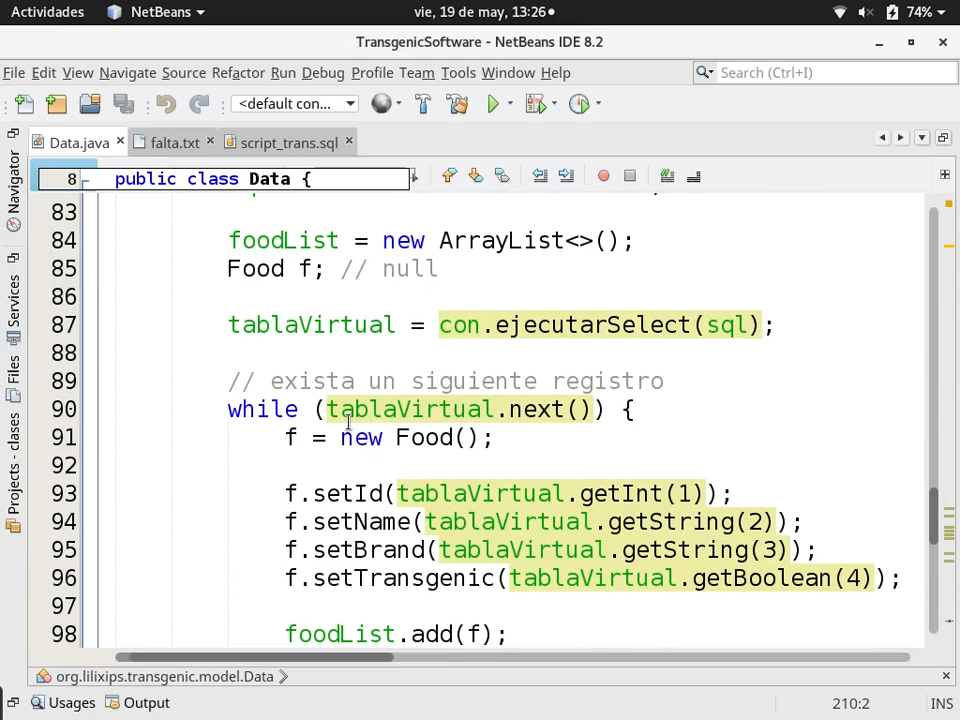 Actividades NetBeans vie, 19 de may, 13:26 74%
TransgenicSoftware - NetBeans IDE 8.2
File Edit View Navigate Source Refactor Run Debug Profile Team Tools Window Help Search (Ctrl+I)
<default con...
Data.java falta.txt script_trans.sql
8 public class Data {
83
84 foodList = new ArrayList<>();
85 Food f; // null
86
87 tablaVirtual = con.ejecutarSelect(sql);
88
89 // exista un siguiente registro
90 while (tablaVirtual.next()) {
91 f = new Food();
92
93 f.setId(tablaVirtual.getInt(1));
94 f.setName(tablaVirtual.getString(2));
95 f.setBrand(tablaVirtual.getString(3));
96 f.setTransgenic(tablaVirtual.getBoolean(4));
97
98 foodList.add(f);
Navigator
Services
Files
Projects - clases
org.lilixips.transgenic.model.Data
Usages Output 210:2 INS